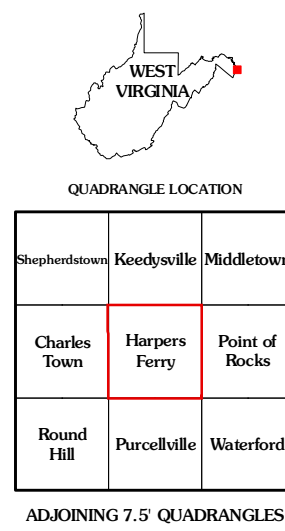 WEST
VIRGINIA
QUADRANGLE LOCATION
Shepherdstown Keedysville Middletown
Charles Town Harpers Ferry Point of Rocks
Round Hill Purcellville Waterford
ADJOINING 7.5' QUADRANGLES